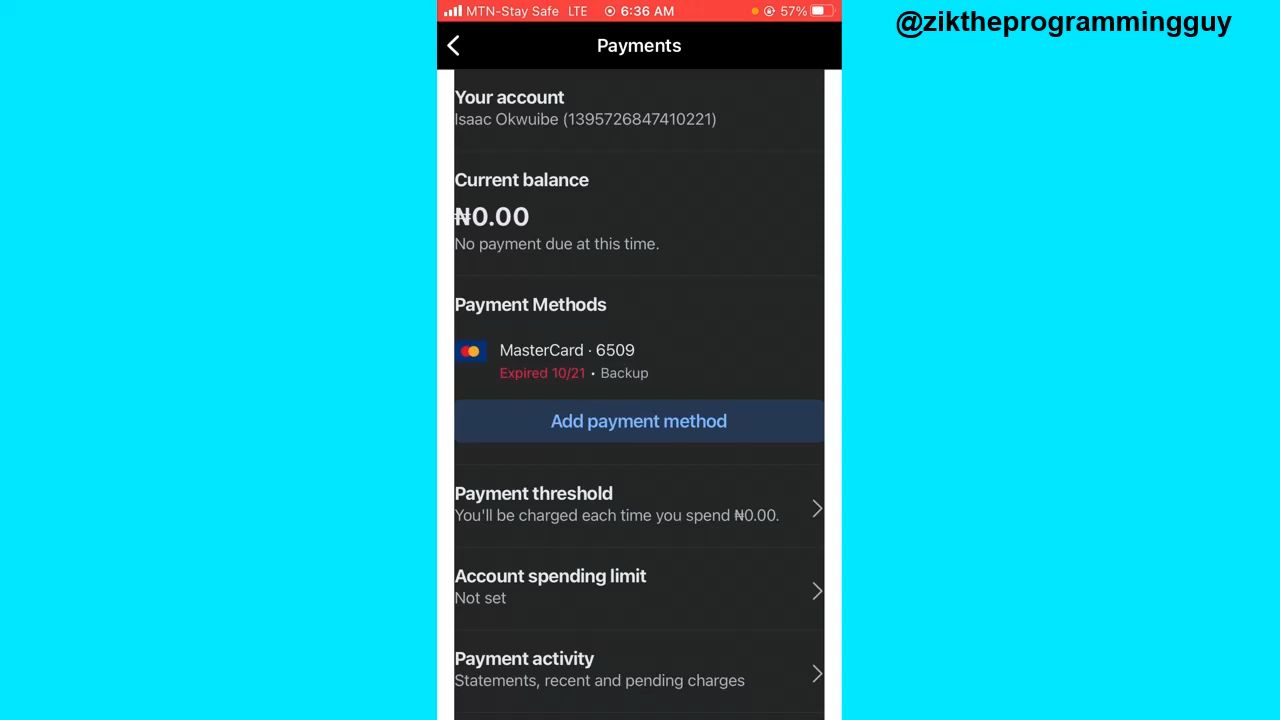 MTN-Stay Safe LTE 6:36 AM 57%
@ziktheprogrammingguy
Payments
Your account
Isaac Okwuibe (1395726847410221)
Current balance
₦0.00
No payment due at this time.
Payment Methods
MasterCard · 6509
Expired 10/21 • Backup
Add payment method
Payment threshold
You'll be charged each time you spend ₦0.00.
Account spending limit
Not set
Payment activity
Statements, recent and pending charges